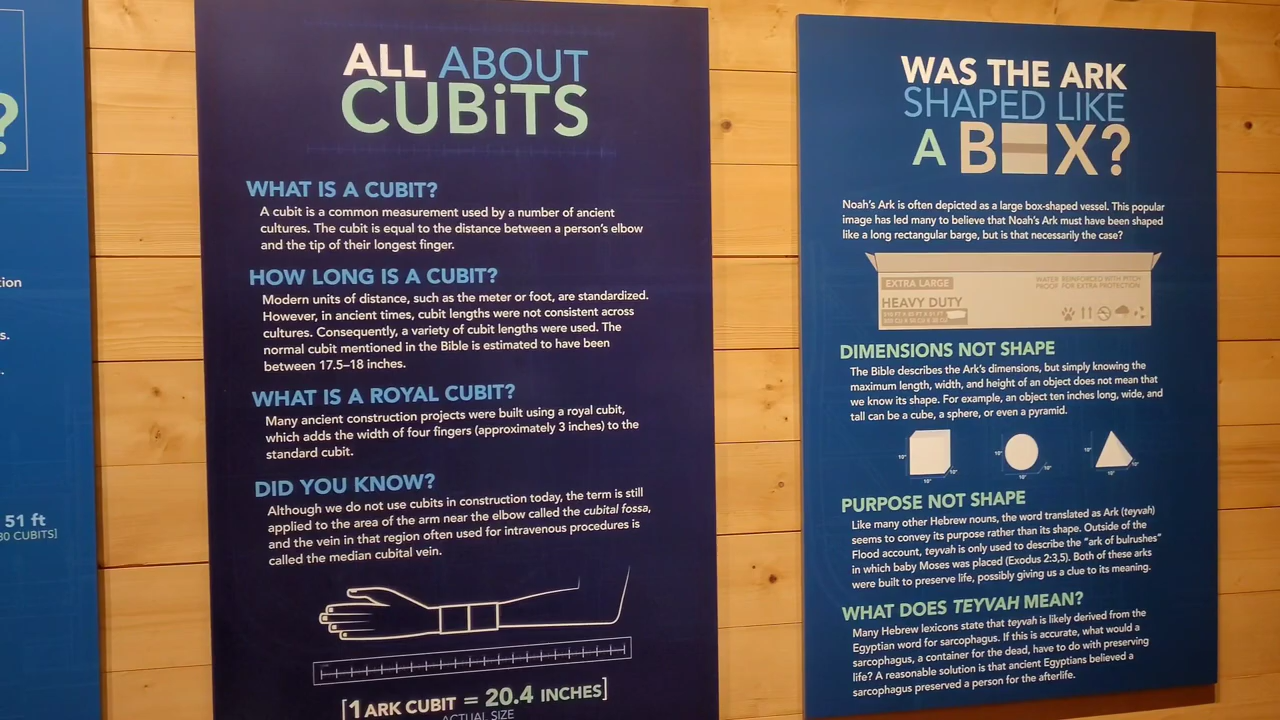 ?
tion
s.
51 ft
30 CUBITS]
ALL ABOUT
CUBiTS
WHAT IS A CUBIT?
A cubit is a common measurement used by a number of ancient
cultures. The cubit is equal to the distance between a person's elbow
and the tip of their longest finger.
HOW LONG IS A CUBIT?
Modern units of distance, such as the meter or foot, are standardized.
However, in ancient times, cubit lengths were not consistent across
cultures. Consequently, a variety of cubit lengths were used. The
normal cubit mentioned in the Bible is estimated to have been
between 17.5–18 inches.
WHAT IS A ROYAL CUBIT?
Many ancient construction projects were built using a royal cubit,
which adds the width of four fingers (approximately 3 inches) to the
standard cubit.
DID YOU KNOW?
Although we do not use cubits in construction today, the term is still
applied to the area of the arm near the elbow called the cubital fossa,
and the vein in that region often used for intravenous procedures is
called the median cubital vein.
[1 ARK CUBIT = 20.4 INCHES]
ACTUAL SIZE
WAS THE ARK
SHAPED LIKE
A BOX?
Noah's Ark is often depicted as a large box-shaped vessel. This popular
image has led many to believe that Noah's Ark must have been shaped
like a long rectangular barge, but is that necessarily the case?
EXTRA LARGE
HEAVY DUTY
WATER REINFORCED WITH PITCH
PROOF FOR EXTRA PROTECTION
DIMENSIONS NOT SHAPE
The Bible describes the Ark's dimensions, but simply knowing the
maximum length, width, and height of an object does not mean that
we know its shape. For example, an object ten inches long, wide, and
tall can be a cube, a sphere, or even a pyramid.
10" 10" 10"
10" 10" 10"
10" 10" 10"
PURPOSE NOT SHAPE
Like many other Hebrew nouns, the word translated as Ark (teyvah)
seems to convey its purpose rather than its shape. Outside of the
Flood account, teyvah is only used to describe the "ark of bulrushes"
in which baby Moses was placed (Exodus 2:3,5). Both of these arks
were built to preserve life, possibly giving us a clue to its meaning.
WHAT DOES TEYVAH MEAN?
Many Hebrew lexicons state that teyvah is likely derived from the
Egyptian word for sarcophagus. If this is accurate, what would a
sarcophagus, a container for the dead, have to do with preserving
life? A reasonable solution is that ancient Egyptians believed a
sarcophagus preserved a person for the afterlife.